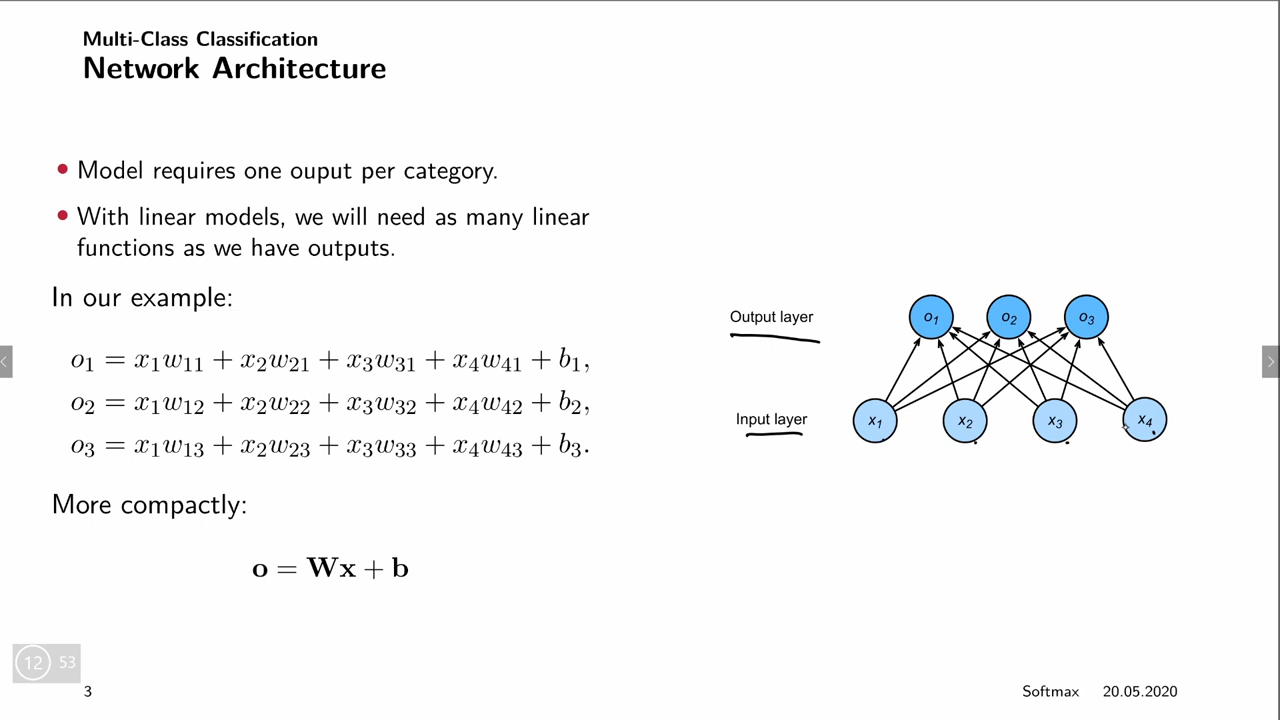 Multi-Class Classification
Network Architecture
• Model requires one ouput per category.
• With linear models, we will need as many linear
functions as we have outputs.
In our example:
o₁ = x₁w₁₁ + x₂w₂₁ + x₃w₃₁ + x₄w₄₁ + b₁,
o₂ = x₁w₁₂ + x₂w₂₂ + x₃w₃₂ + x₄w₄₂ + b₂,
o₃ = x₁w₁₃ + x₂w₂₃ + x₃w₃₃ + x₄w₄₃ + b₃.
More compactly:
o = Wx + b
Output layer
o₁ o₂ o₃
Input layer
x₁ x₂ x₃ x₄
12 53
3
Softmax 20.05.2020